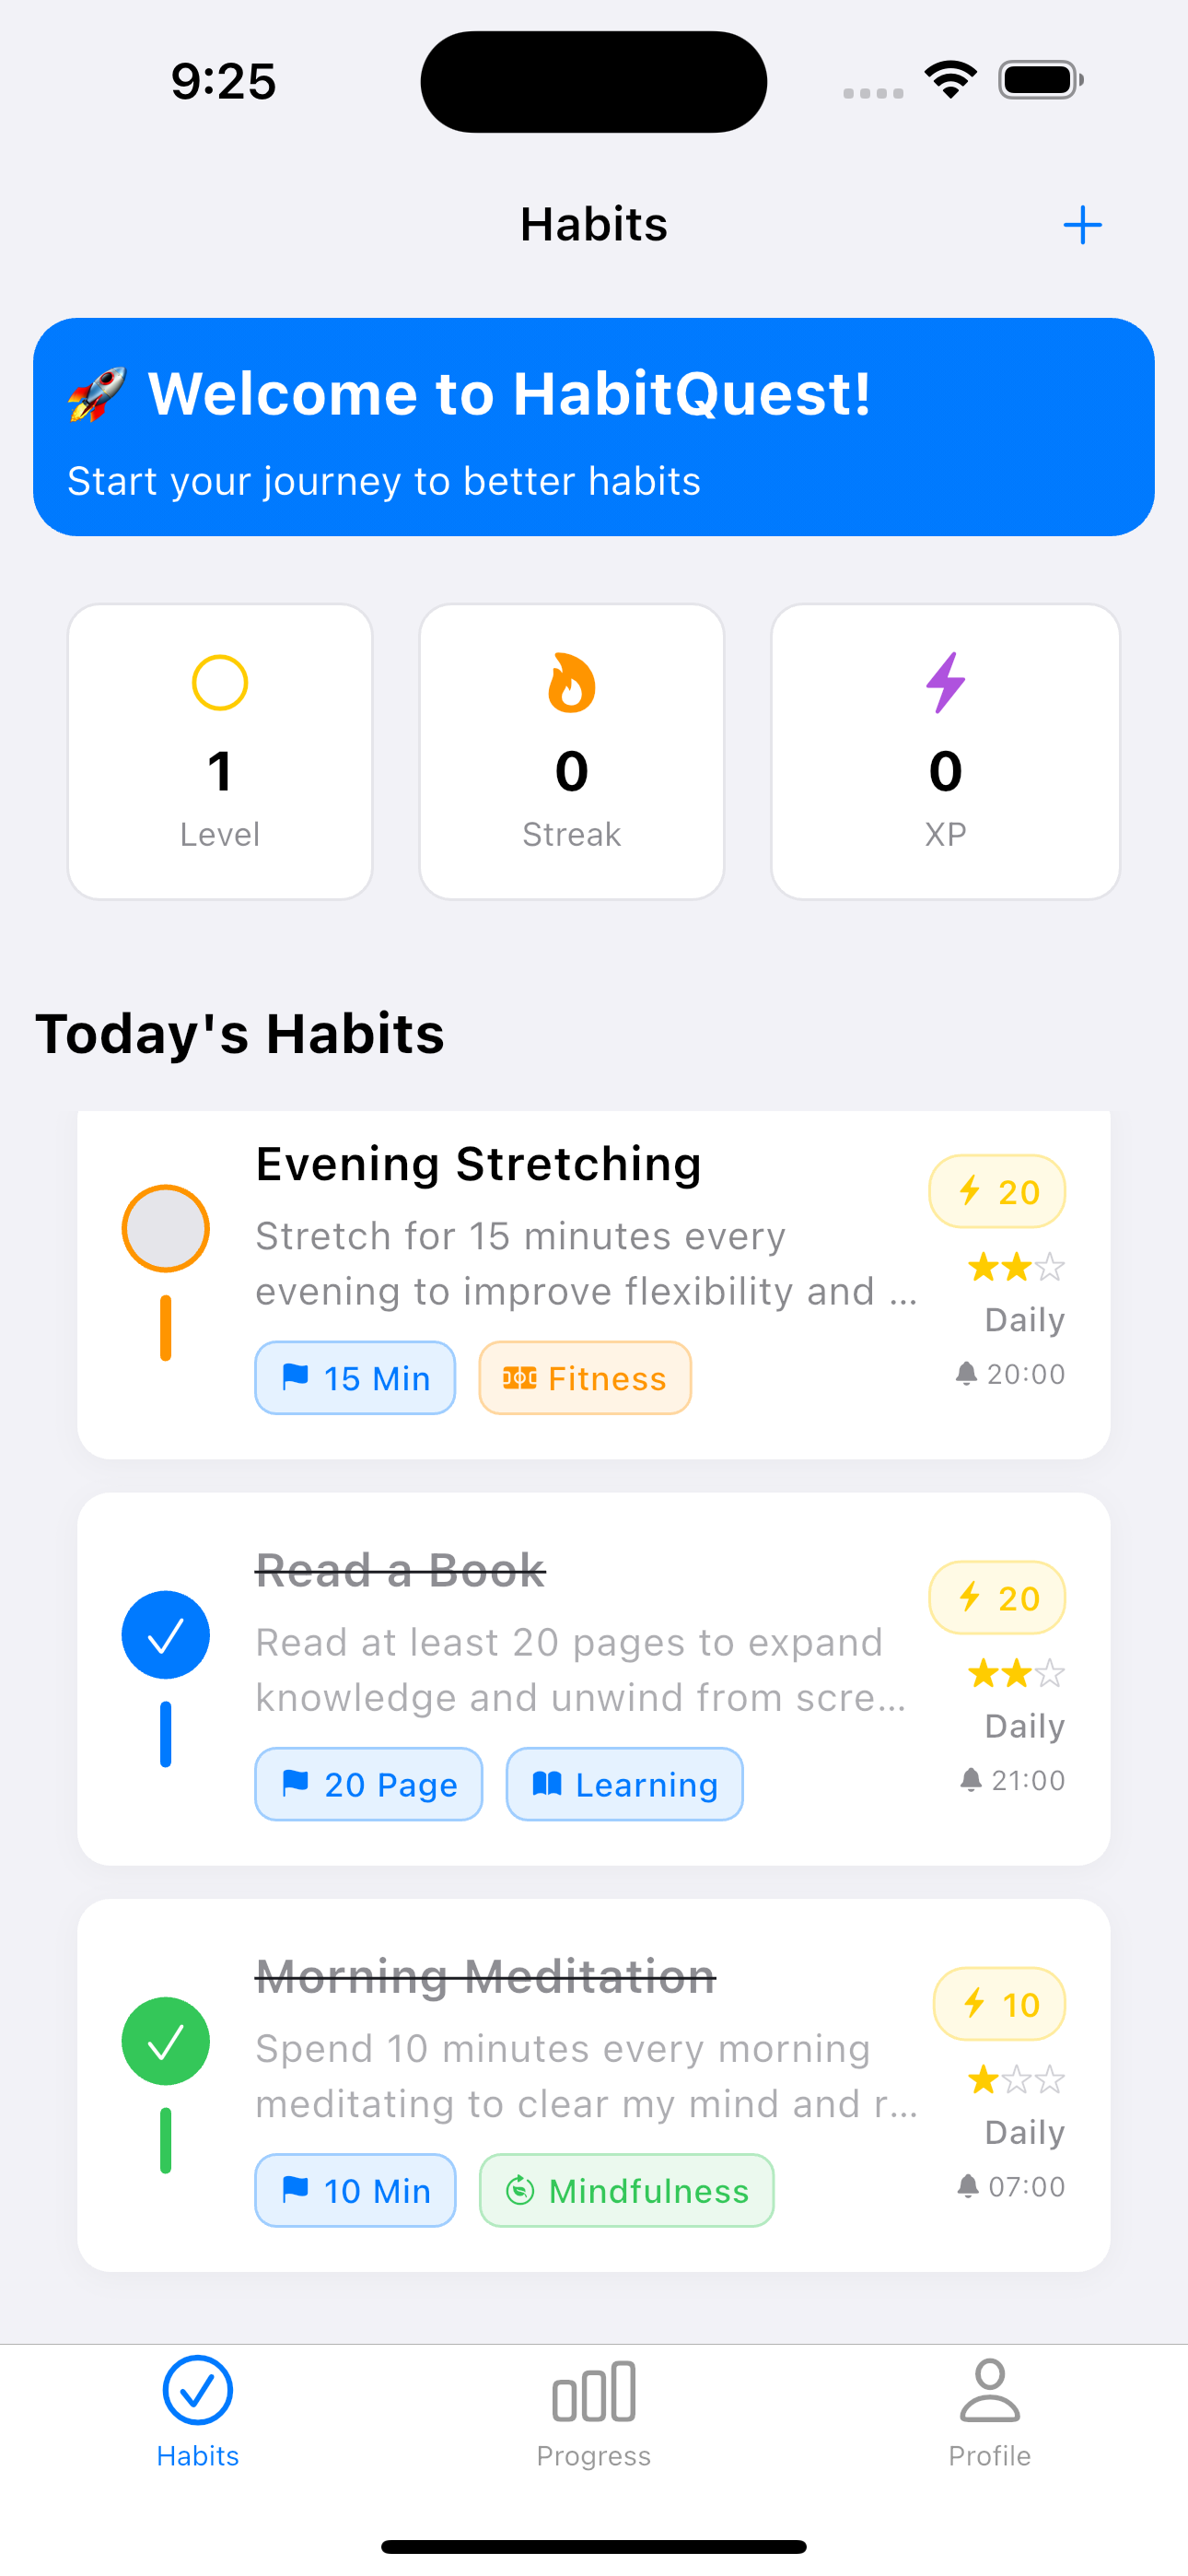 9:25
Habits
🚀 Welcome to HabitQuest!
Start your journey to better habits
1
Level
0
Streak
0
XP
Today's Habits
Evening Stretching
20
Stretch for 15 minutes every
evening to improve flexibility and ...
Daily
15 Min
Fitness
20:00
Read a Book
20
Read at least 20 pages to expand
knowledge and unwind from scre...
Daily
20 Page
Learning
21:00
Morning Meditation
10
Spend 10 minutes every morning
meditating to clear my mind and r...
Daily
10 Min
Mindfulness
07:00
Habits
Progress
Profile